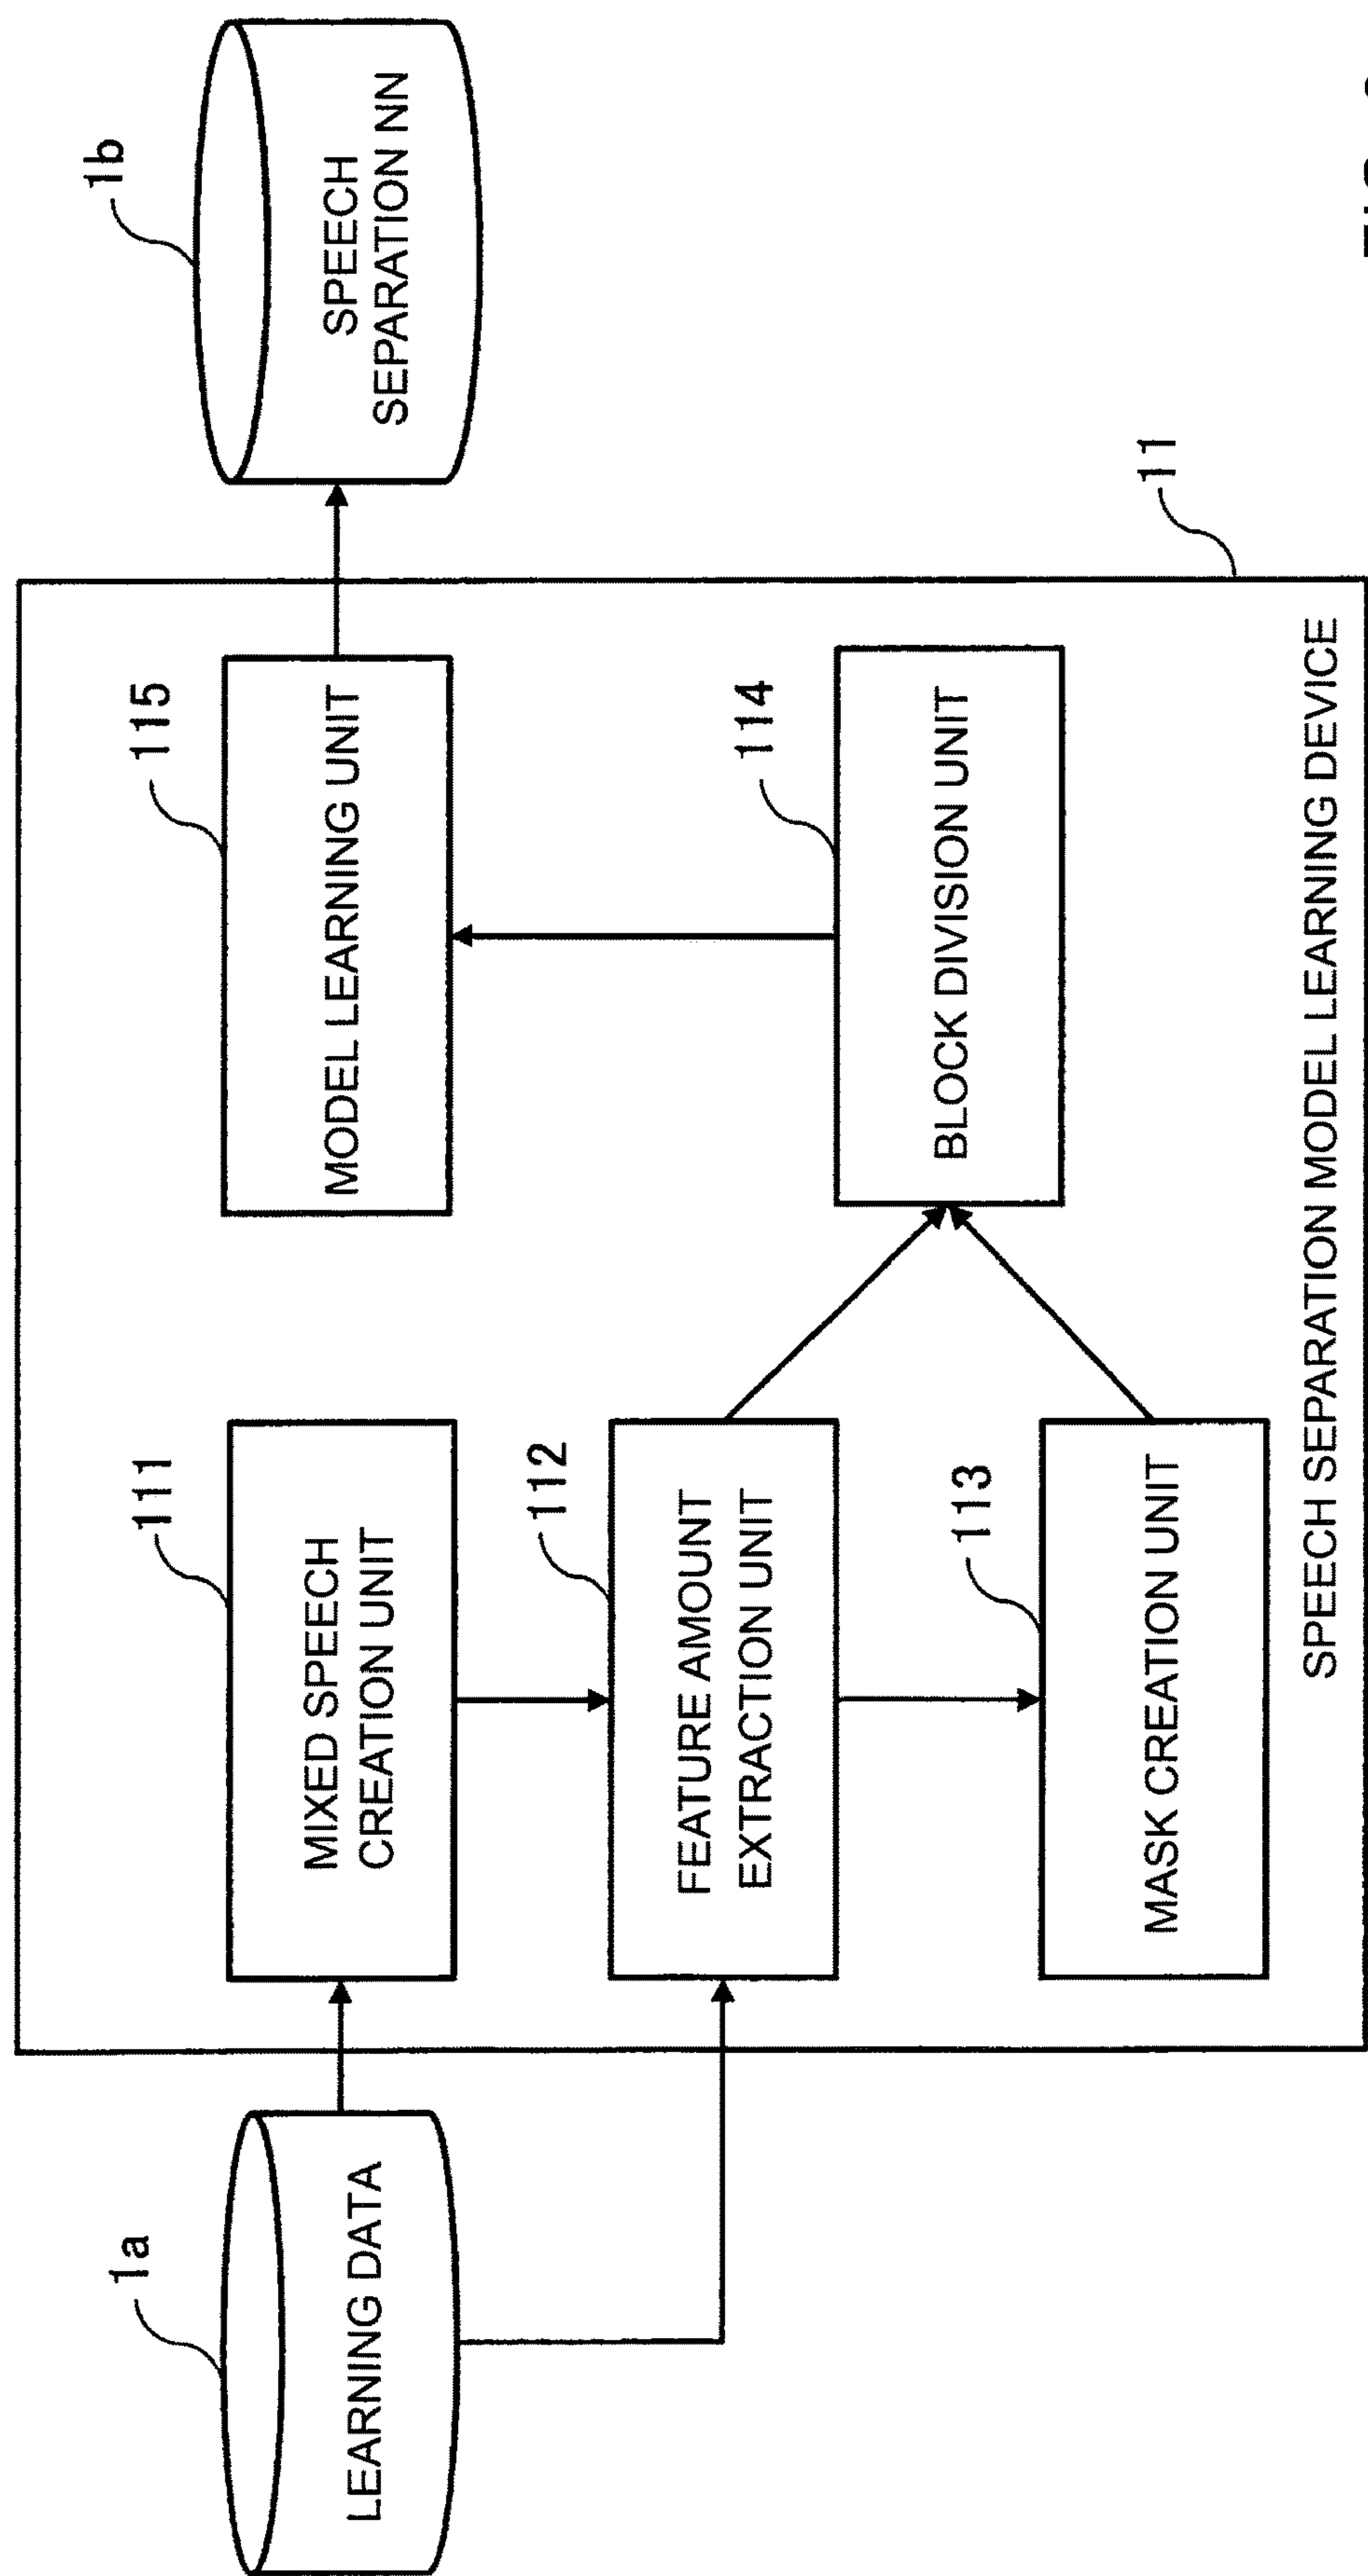 1a
LEARNING DATA
111
MIXED SPEECH
CREATION UNIT
112
FEATURE AMOUNT
EXTRACTION UNIT
113
MASK CREATION UNIT
115
MODEL LEARNING UNIT
114
BLOCK DIVISION UNIT
SPEECH SEPARATION MODEL LEARNING DEVICE
11
1b
SPEECH
SEPARATION NN